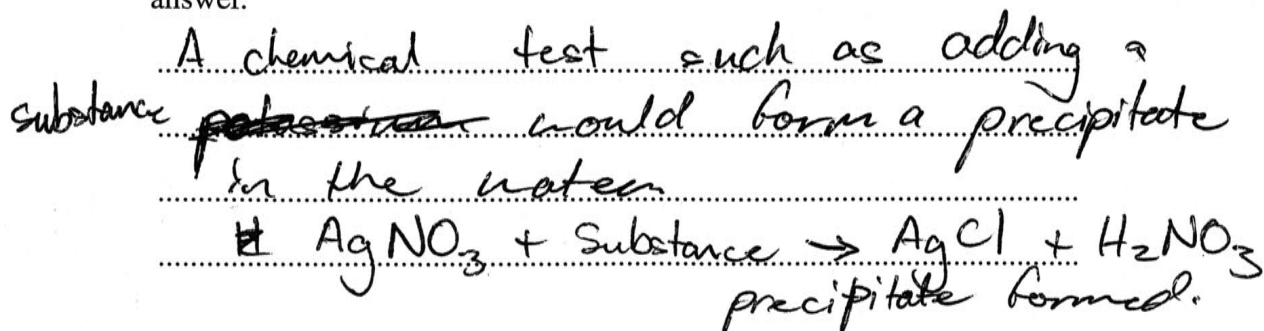 answer.
A chemical test such as adding a
substance would form a precipitate
in the water
AgNO₃ + Substance → AgCl + H₂NO₃
precipitate formed.